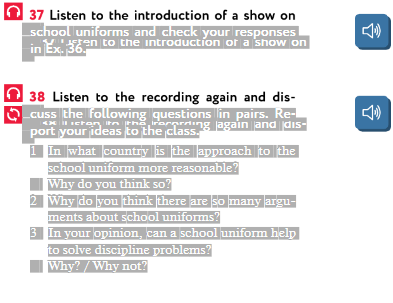 37 Listen to the introduction of a show on
school uniforms and check your responses
in Ex. 36.
38 Listen to the recording again and dis-
cuss the following questions in pairs. Re-
port your ideas to the class.
1 In what country is the approach to the
school uniform more reasonable?
Why do you think so?
2 Why do you think there are so many argu-
ments about school uniforms?
3 In your opinion, can a school uniform help
to solve discipline problems?
Why? / Why not?